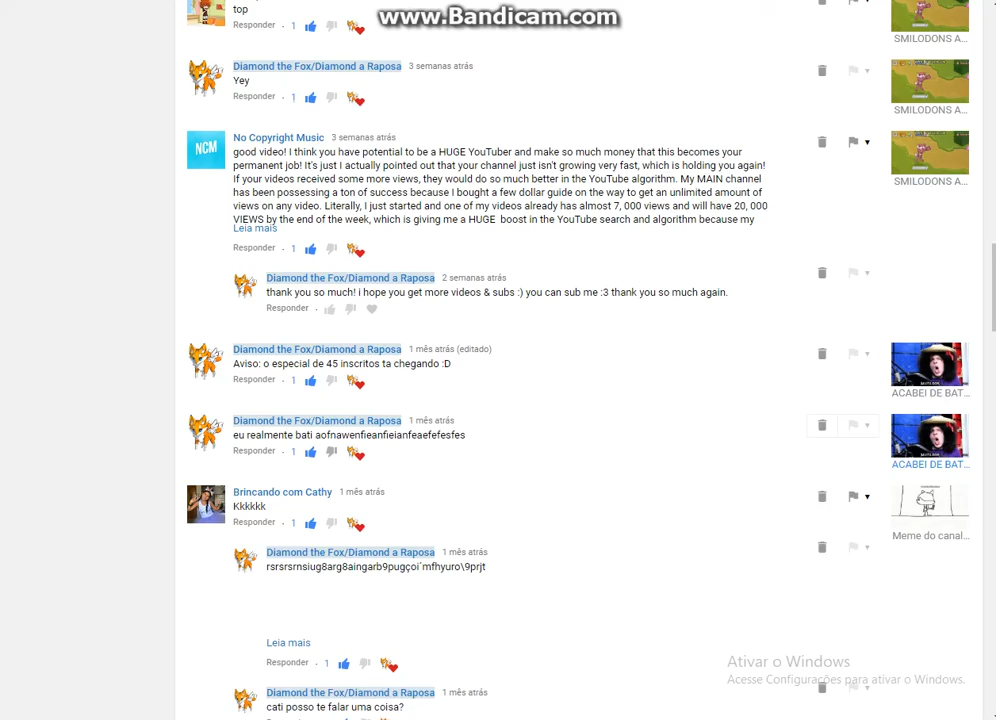 www.Bandicam.com
top
Responder . 1
SMILODONS A...
Diamond the Fox/Diamond a Raposa 3 semanas atrás
Yey
Responder . 1
SMILODONS A...
No Copyright Music 3 semanas atrás
NCM
good video! I think you have potential to be a HUGE YouTuber and make so much money that this becomes your
permanent job! It's just I actually pointed out that your channel just isn't growing very fast, which is holding you again!
If your videos received some more views, they would do so much better in the YouTube algorithm. My MAIN channel
has been possessing a ton of success because I bought a few dollar guide on the way to get an unlimited amount of
views on any video. Literally, I just started and one of my videos already has almost 7, 000 views and will have 20, 000
VIEWS by the end of the week, which is giving me a HUGE boost in the YouTube search and algorithm because my
Leia mais
Responder . 1
SMILODONS A...
Diamond the Fox/Diamond a Raposa 2 semanas atrás
thank you so much! i hope you get more videos & subs :) you can sub me :3 thank you so much again.
Responder .
Diamond the Fox/Diamond a Raposa 1 mês atrás (editado)
Aviso: o especial de 45 inscritos ta chegando :D
Responder . 1
ACABEI DE BAT...
Diamond the Fox/Diamond a Raposa 1 mês atrás
eu realmente bati aofnawenfieanfieianfeaefefesfes
Responder . 1
ACABEI DE BAT...
Brincando com Cathy 1 mês atrás
Kkkkkk
Responder . 1
Meme do canal...
Diamond the Fox/Diamond a Raposa 1 mês atrás
rsrsrsrnsiug8arg8aingarb9pugçoi´mfhyuro\9prjt
Leia mais
Responder . 1
Ativar o Windows
Acesse Configurações para ativar o Windows.
Diamond the Fox/Diamond a Raposa 1 mês atrás
cati posso te falar uma coisa?